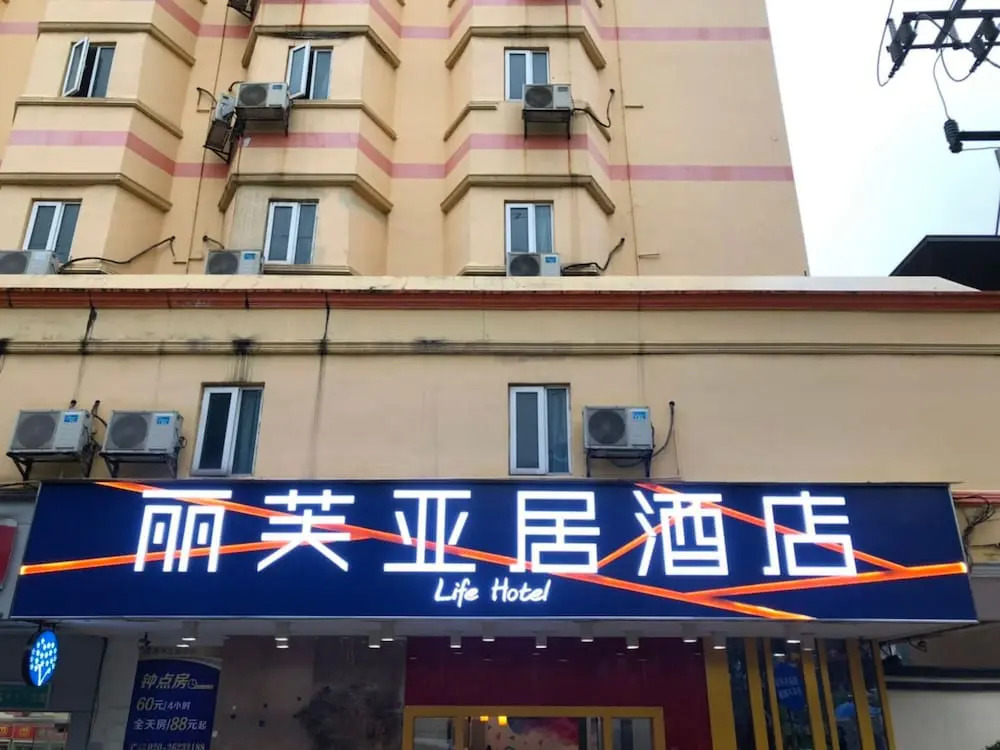 丽芙亚居酒店
Life Hotel
钟点房
60元/4小时
全天房/88元起